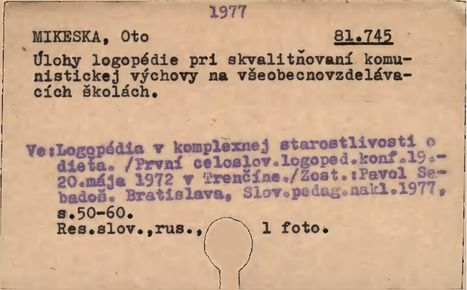 1977
MIKESKA, Oto 81.745
Úlohy logopédie pri skvalitňovaní komu-
nistickej výchovy na všeobecnovzdeláva-
cích školách.
Ve:Logopédia v komplexnej starostlivosti o
dieťa. /První celoslov.logoped.konf.19.-
20.mája 1972 v Trenčíne./Zost.:Pavol Se-
badoš. Bratislava, Slov.pedag.nakl.1977,
s.50-60.
Res.slov.,rus., 1 foto.